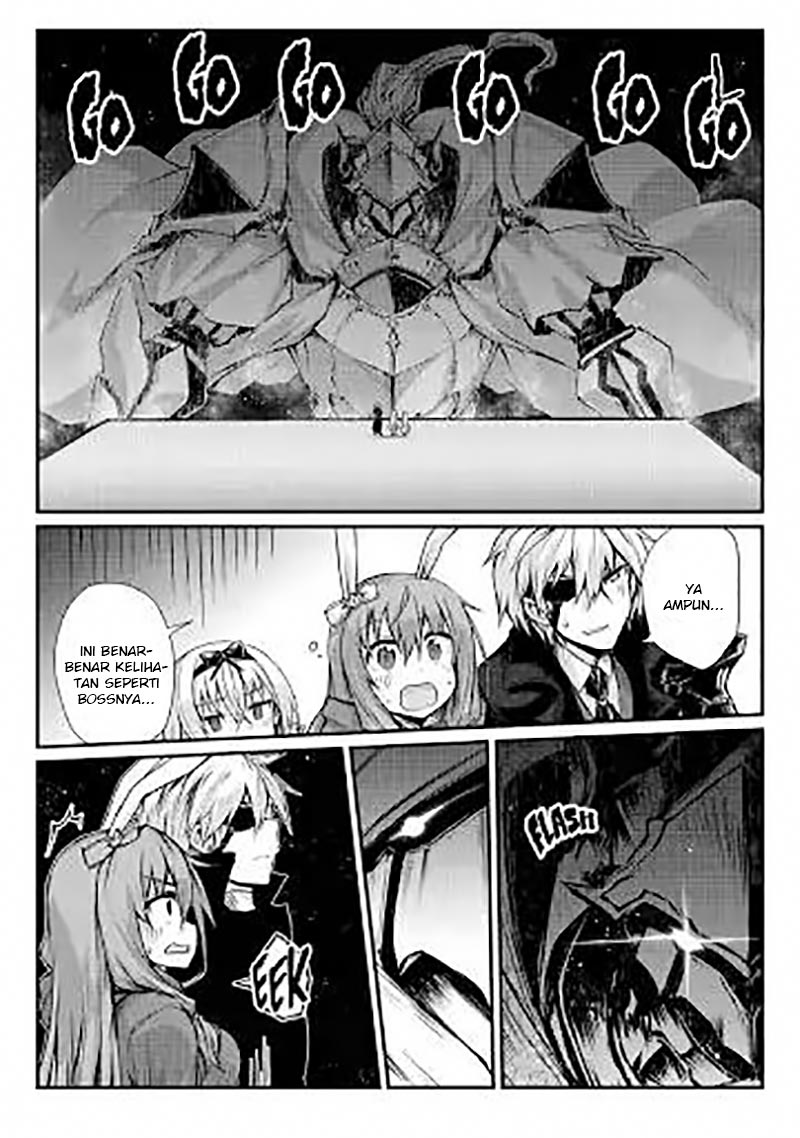 GO GO GO GO GO GO
YA
AMPUN...
INI BENAR-
BENAR KELIHA-
TAN SEPERTI
BOSSNYA...
FLASH
EEK